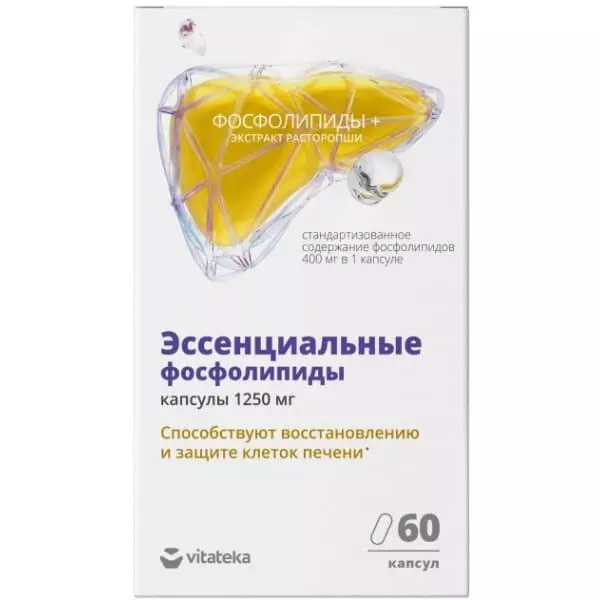 ФОСФОЛИПИДЫ +
ЭКСТРАКТ РАСТОРОПШИ
стандартизованное
содержание фосфолипидов
400 мг в 1 капсуле
Эссенциальные
фосфолипиды
капсулы 1250 мг
Способствуют восстановлению
и защите клеток печени*
60
капсул
vitateka